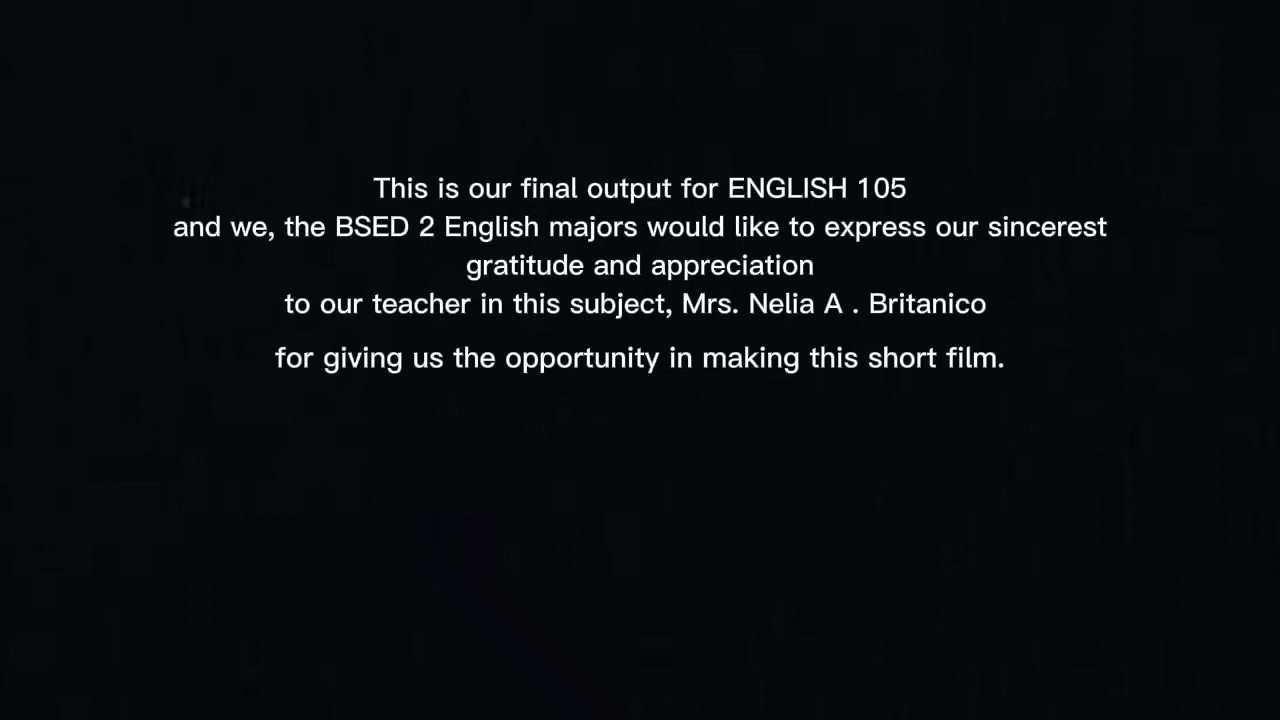 This is our final output for ENGLISH 105
and we, the BSED 2 English majors would like to express our sincerest
gratitude and appreciation
to our teacher in this subject, Mrs. Nelia A . Britanico
for giving us the opportunity in making this short film.